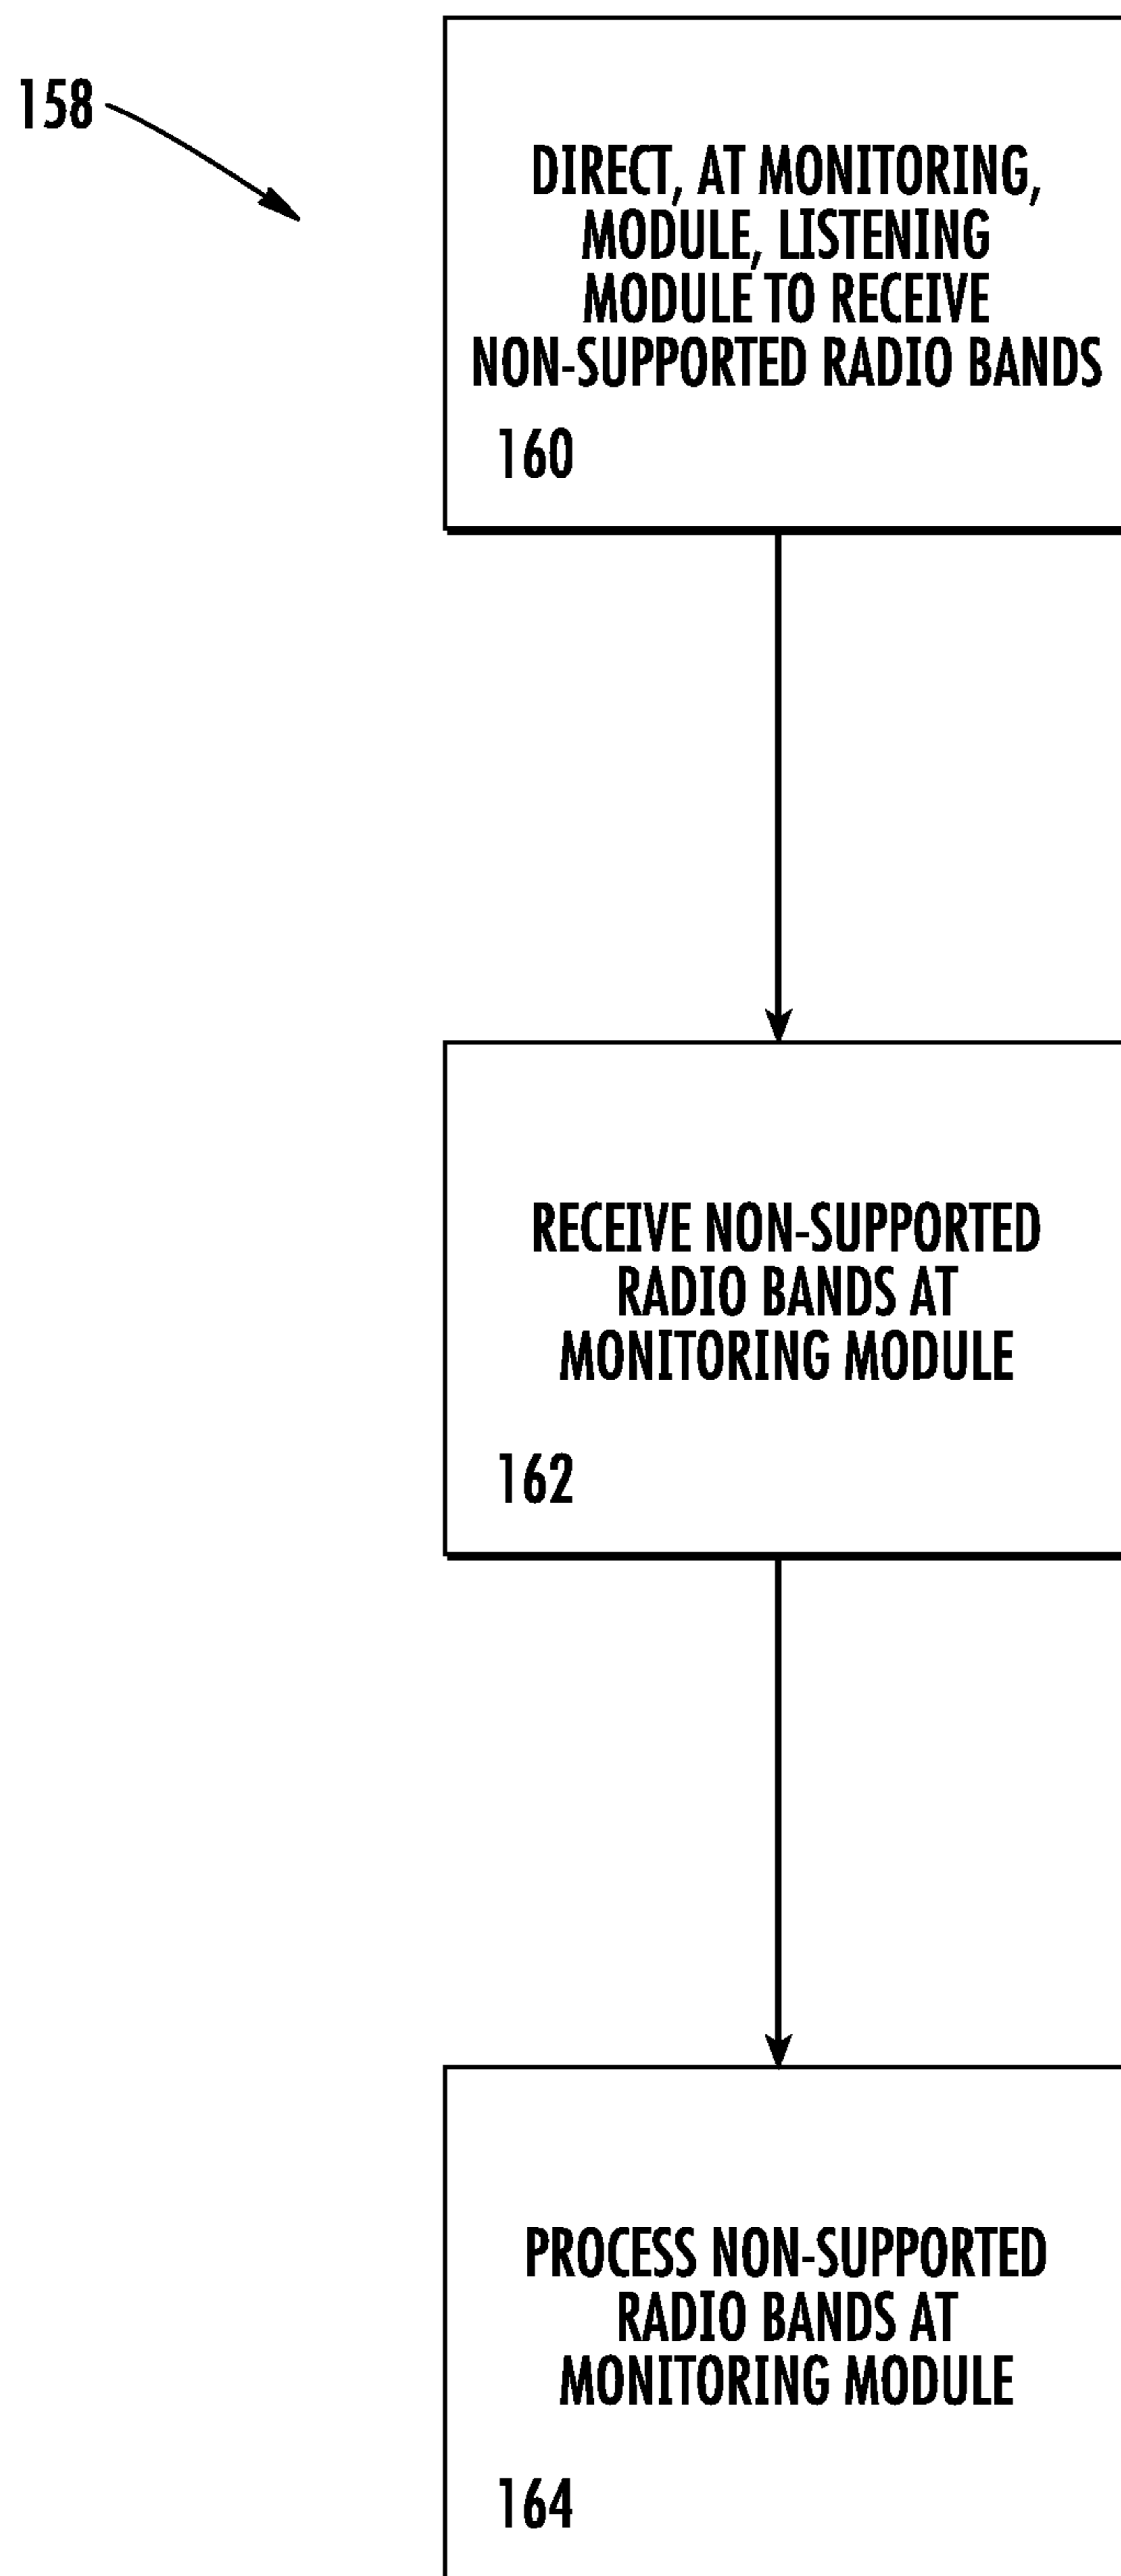 158
DIRECT, AT MONITORING,
MODULE, LISTENING
MODULE TO RECEIVE
NON-SUPPORTED RADIO BANDS
160
RECEIVE NON-SUPPORTED
RADIO BANDS AT
MONITORING MODULE
162
PROCESS NON-SUPPORTED
RADIO BANDS AT
MONITORING MODULE
164